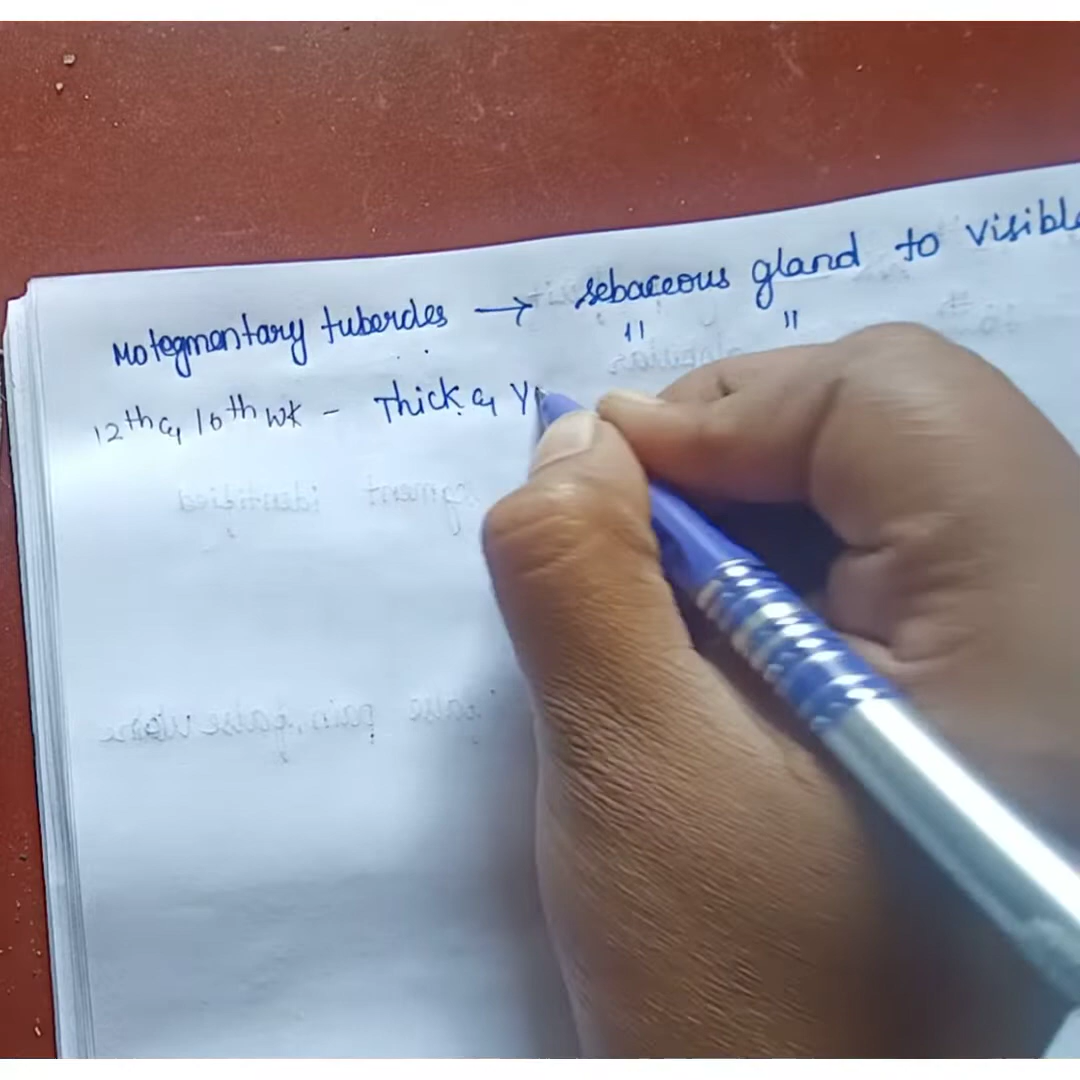 Motegmentary tubercles → sebaceous gland to visible
" "
12th & 16th wk - Thick & Y